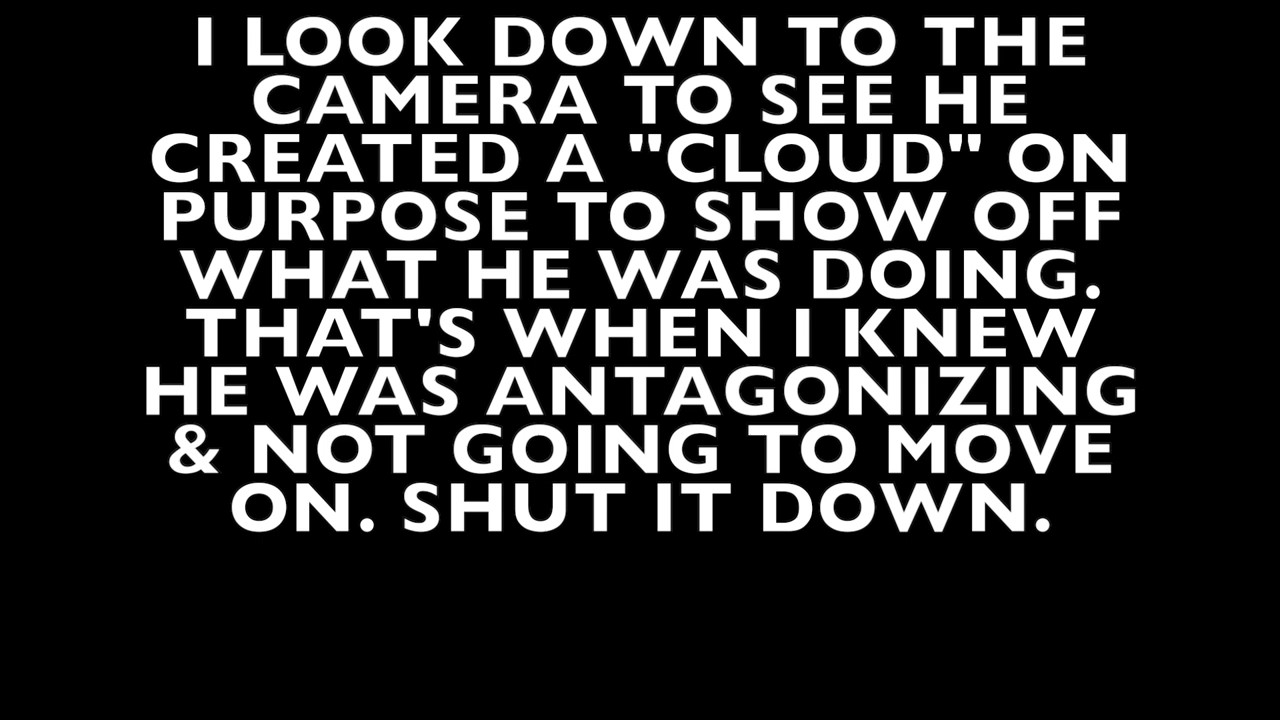 I LOOK DOWN TO THE
CAMERA TO SEE HE
CREATED A "CLOUD" ON
PURPOSE TO SHOW OFF
WHAT HE WAS DOING.
THAT'S WHEN I KNEW
HE WAS ANTAGONIZING
& NOT GOING TO MOVE
ON. SHUT IT DOWN.